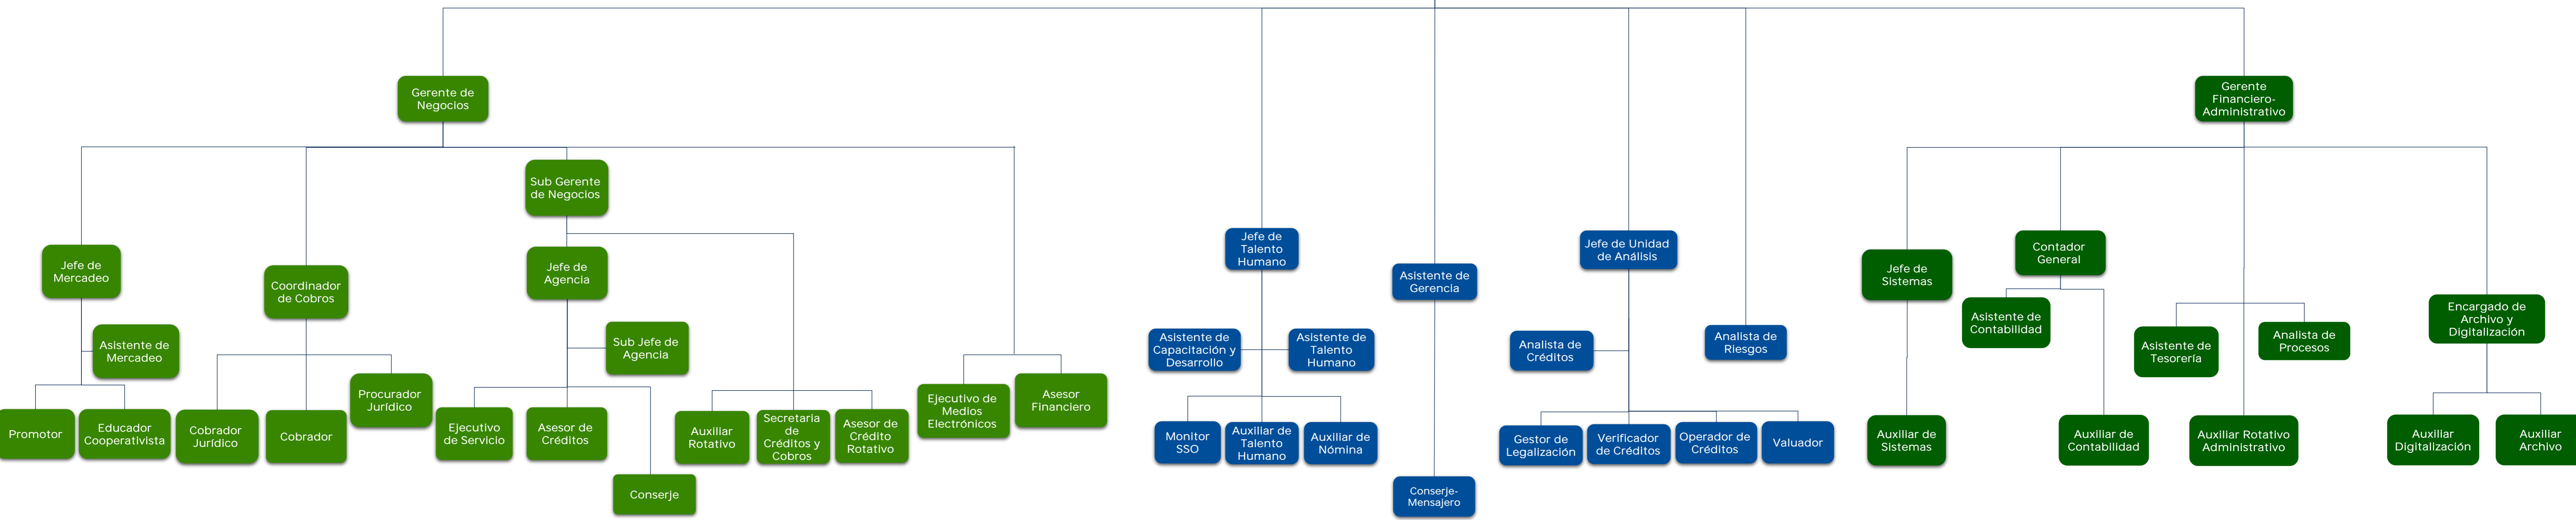 Gerente de
Negocios
Gerente
Financiero-
Administrativo
Sub Gerente
de Negocios
Jefe de
Mercadeo
Coordinador
de Cobros
Jefe de
Agencia
Jefe de
Talento
Humano
Asistente de
Gerencia
Jefe de Unidad
de Análisis
Jefe de
Sistemas
Contador
General
Encargado de
Archivo y
Digitalización
Asistente de
Mercadeo
Sub Jefe de
Agencia
Asistente de
Capacitación y
Desarrollo
Asistente de
Talento
Humano
Analista de
Créditos
Analista de
Riesgos
Asistente de
Contabilidad
Asistente de
Tesorería
Analista de
Procesos
Promotor
Educador
Cooperativista
Cobrador
Jurídico
Cobrador
Procurador
Jurídico
Ejecutivo
de Servicio
Asesor de
Créditos
Conserje
Auxiliar
Rotativo
Secretaria
de
Créditos y
Cobros
Asesor de
Crédito
Rotativo
Ejecutivo de
Medios
Electrónicos
Asesor
Financiero
Monitor
SSO
Auxiliar de
Talento
Humano
Auxiliar de
Nómina
Conserje-
Mensajero
Gestor de
Legalización
Verificador
de Créditos
Operador de
Créditos
Valuador
Auxiliar de
Sistemas
Auxiliar de
Contabilidad
Auxiliar Rotativo
Administrativo
Auxiliar
Digitalización
Auxiliar
Archivo